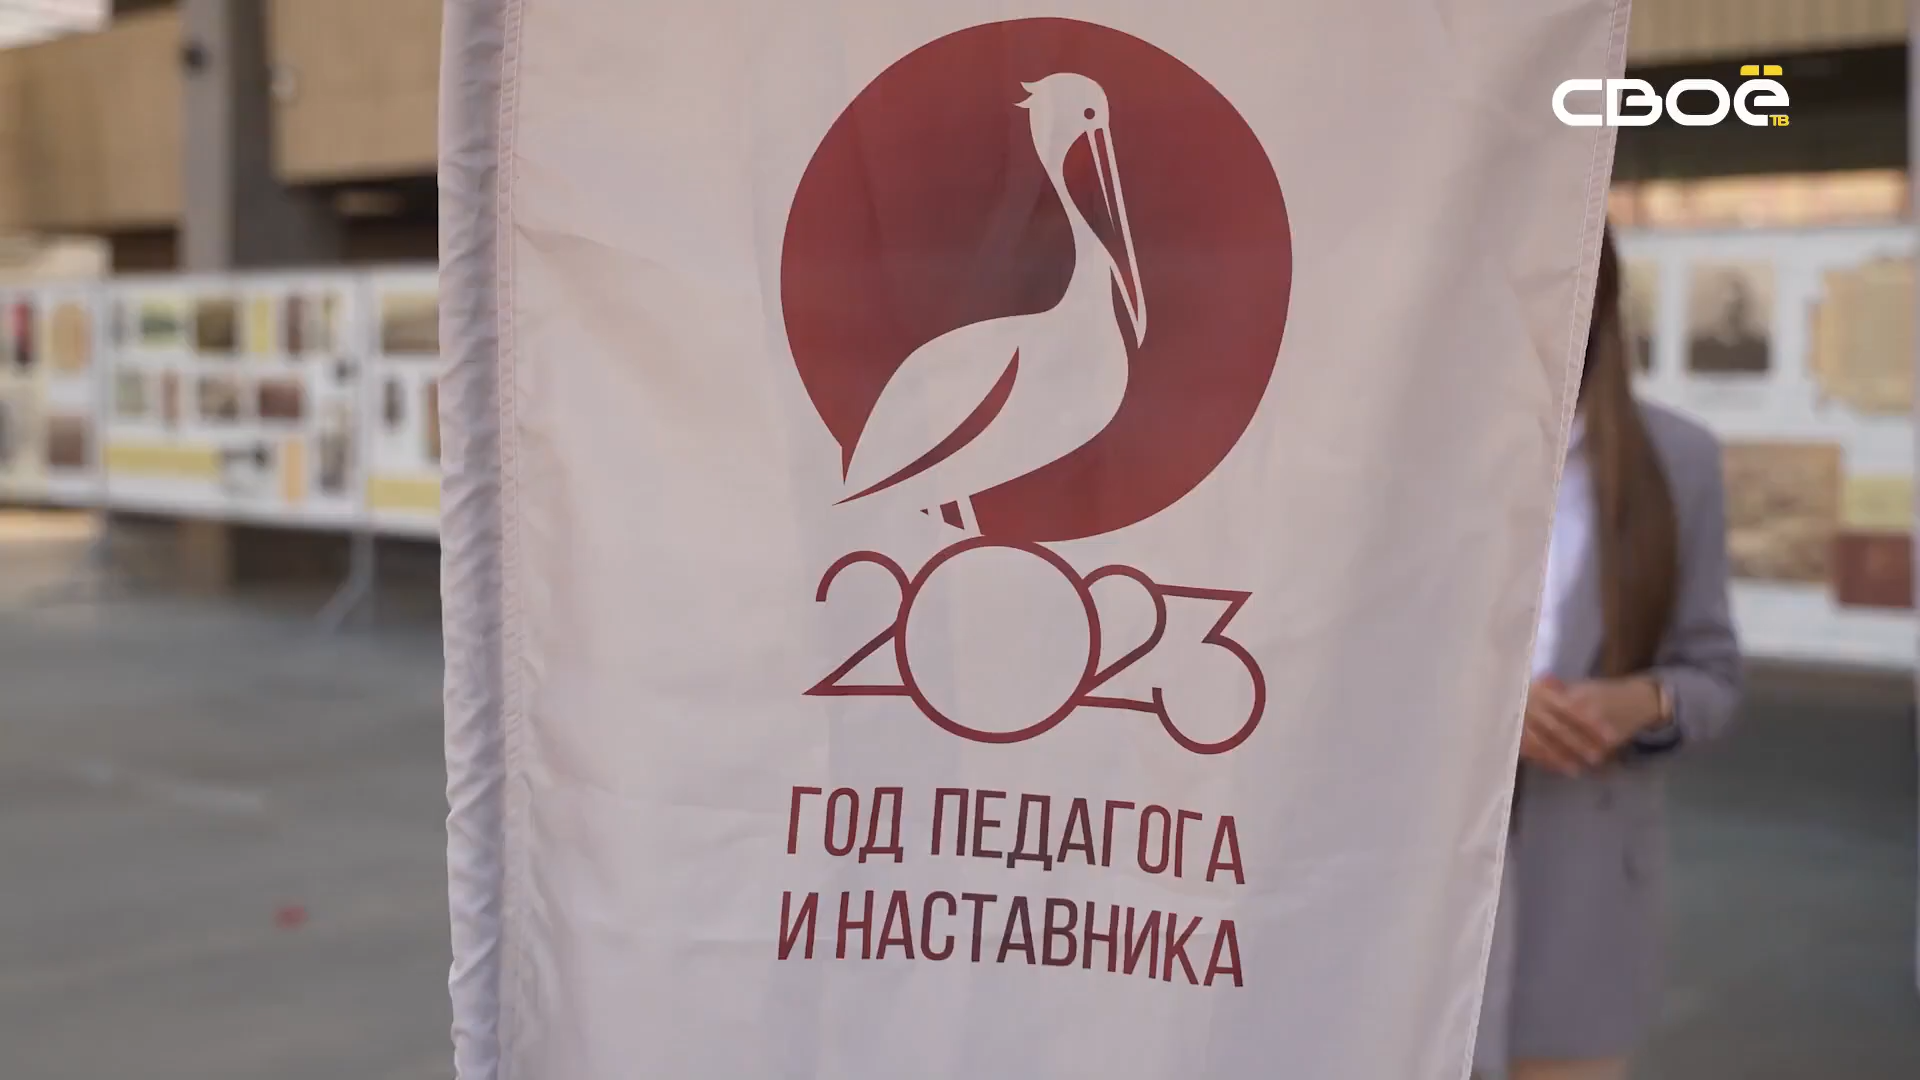 СВОЁ
ТВ
2023
ГОД ПЕДАГОГА
И НАСТАВНИКА